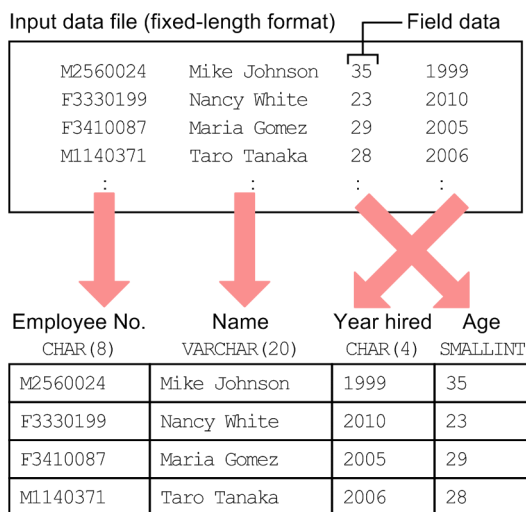 Input data file (fixed-length format) Field data
M2560024 Mike Johnson 35 1999
F3330199 Nancy White 23 2010
F3410087 Maria Gomez 29 2005
M1140371 Taro Tanaka 28 2006
: : : :
Employee No. Name Year hired Age
CHAR(8) VARCHAR(20) CHAR(4) SMALLINT
M2560024 Mike Johnson 1999 35
F3330199 Nancy White 2010 23
F3410087 Maria Gomez 2005 29
M1140371 Taro Tanaka 2006 28